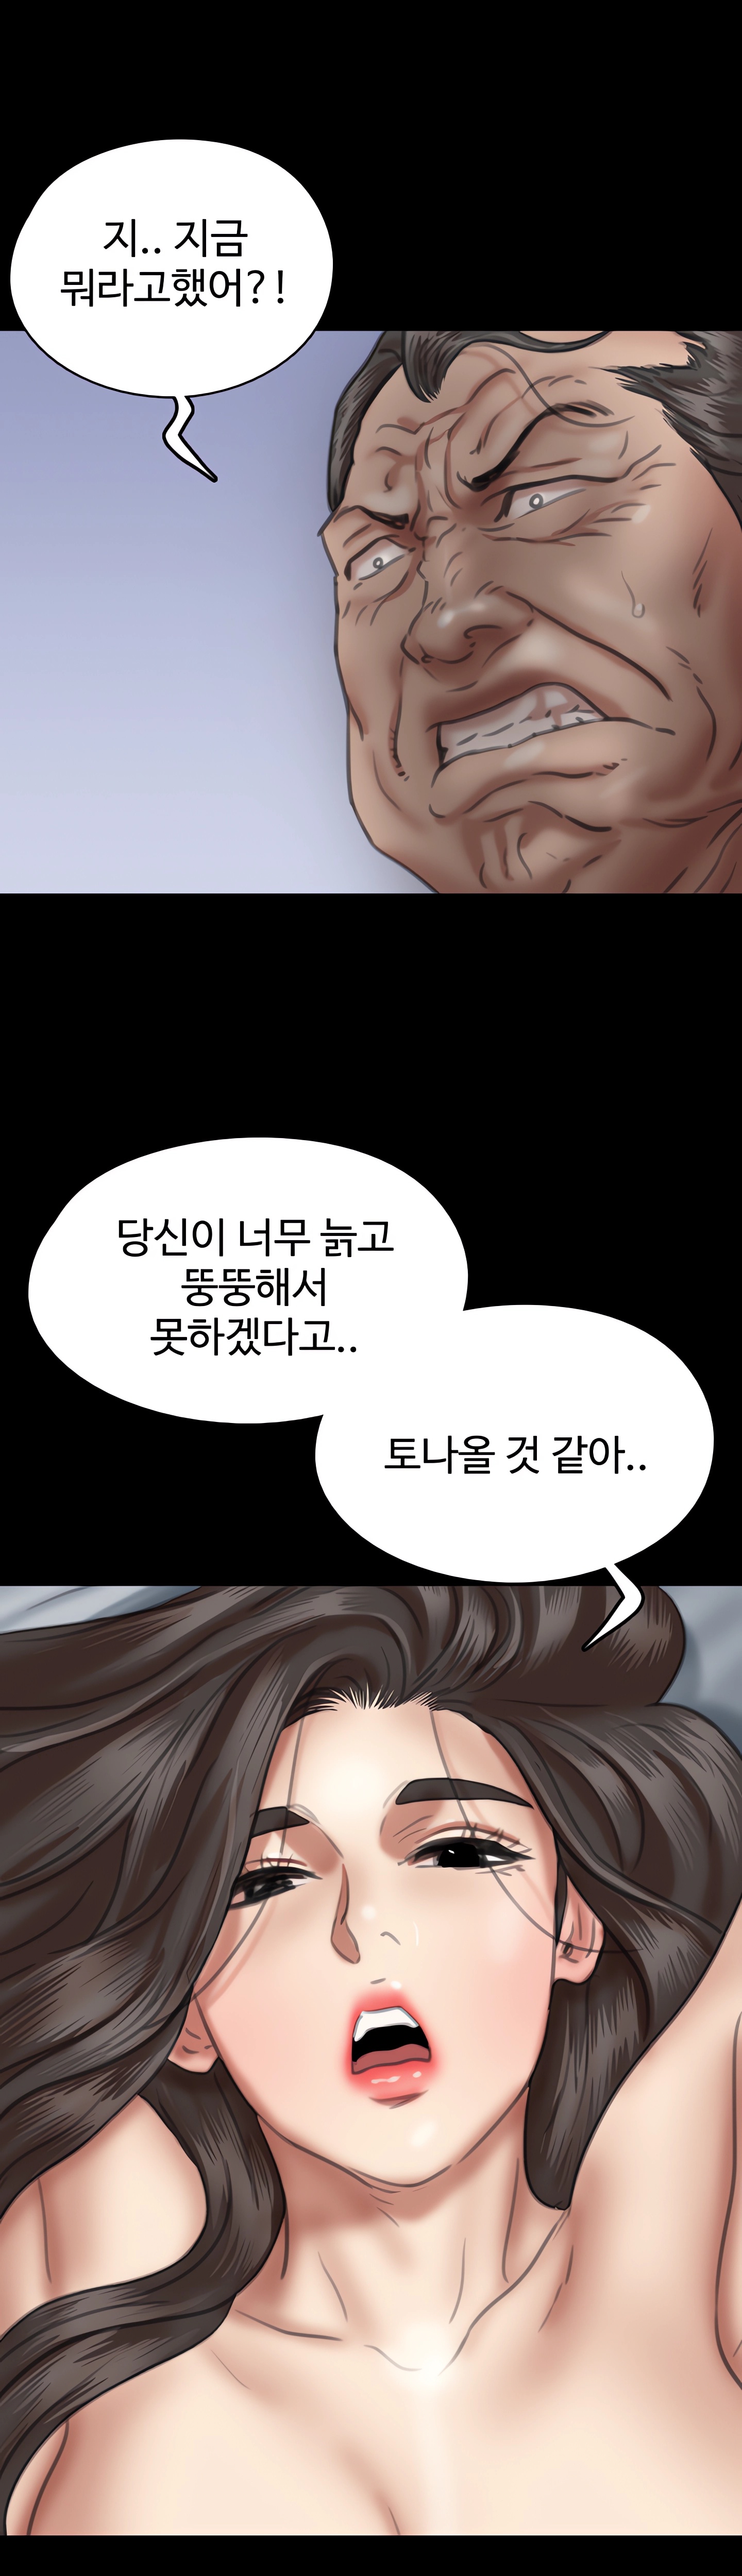 지.. 지금
뭐라고했어?!
당신이 너무 늙고
뚱뚱해서
못하겠다고..
토나올 것 같아..